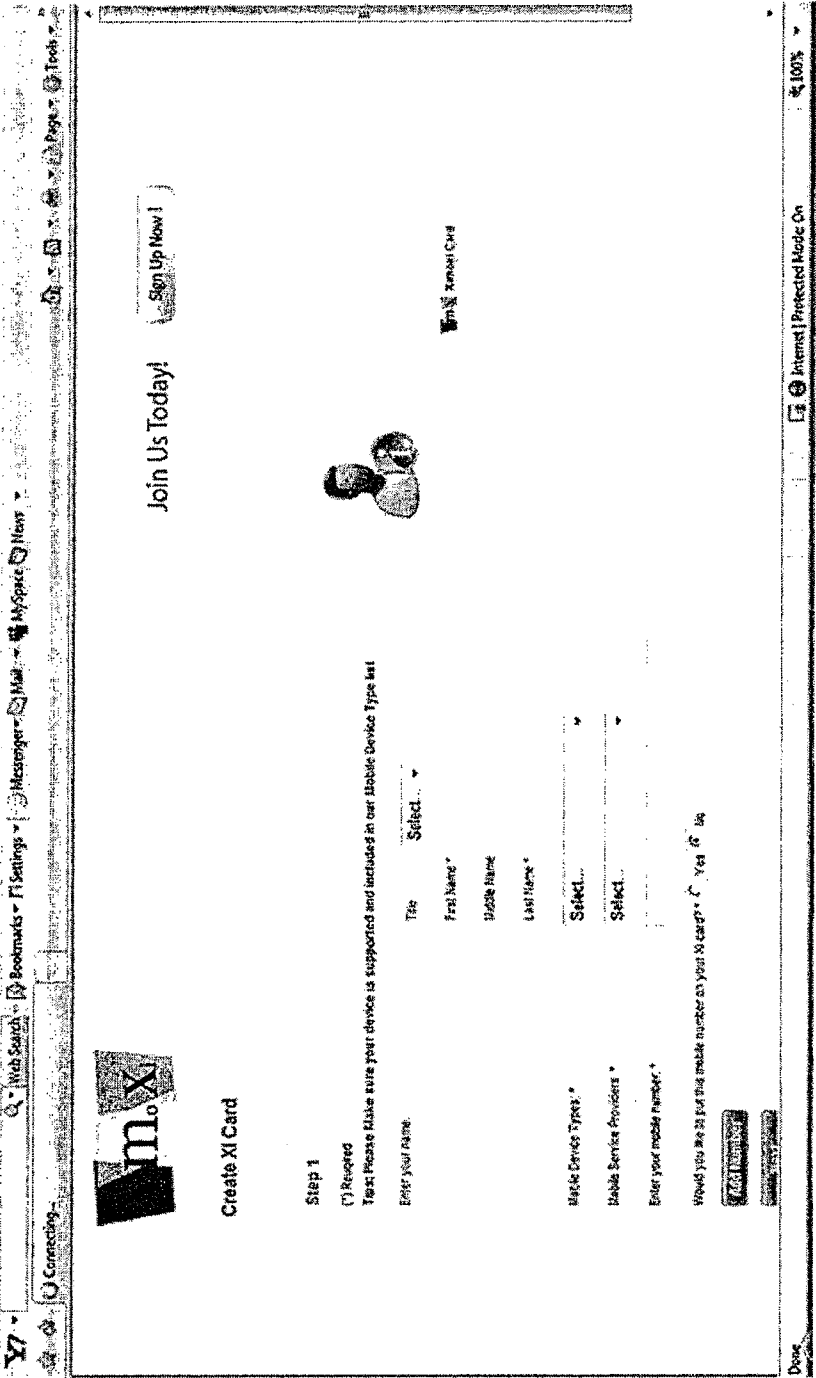 Y7
Web Search
Bookmarks
Settings
Messenger
Mail
MySpace
News
Connecting...
Page
Tools
m.X
Join Us Today!
Sign Up Now !
Create XI Card
Step 1
(*) Required
Please Make sure your device is supported and included in our Mobile Device Type list
Enter your name:
Title
Select...
First Name *
Middle Name
Last Name *
Mobile Device Types: *
Select...
Mobile Service Providers *
Select...
Enter your mobile number: *
Would you like to put this mobile number on your XI card? * Yes No
Card
Done
Internet | Protected Mode: On
100%